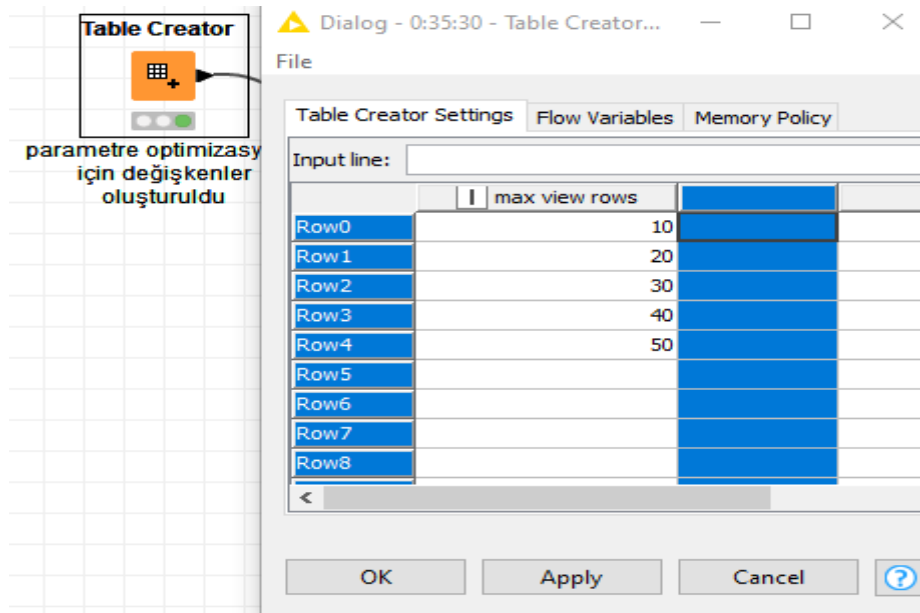 Table Creator
parametre optimizasy
için değişkenler
oluşturuldu
Dialog - 0:35:30 - Table Creator...
File
Table Creator Settings Flow Variables Memory Policy
Input line:
I max view rows
Row0 10
Row1 20
Row2 30
Row3 40
Row4 50
Row5
Row6
Row7
Row8
OK Apply Cancel ?